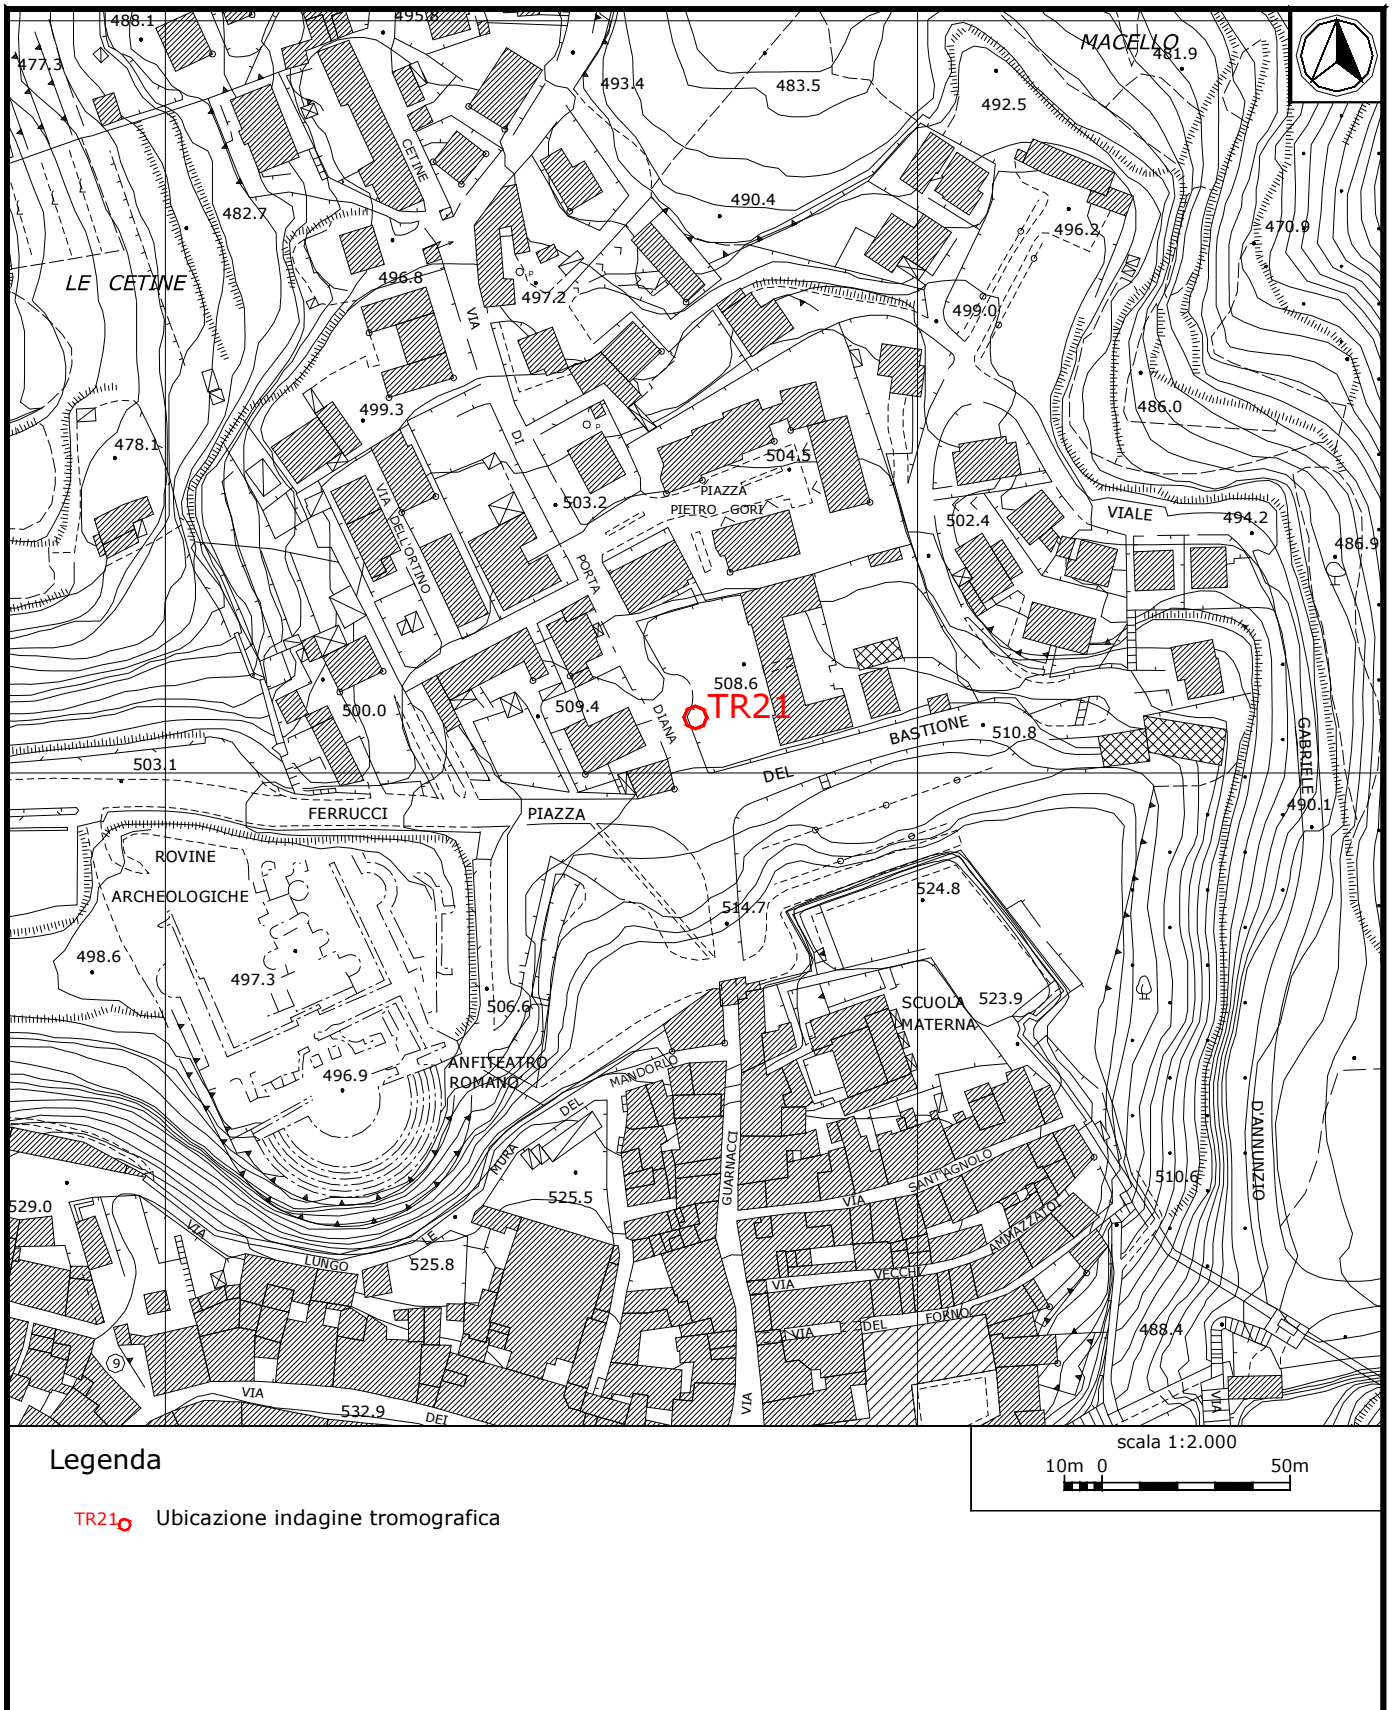 488.1
495.8
MACELLO
481.9
477.3
493.4
483.5
492.5
CETINE
482.7
490.4
496.2
470.9
LE CETINE
496.8
P
497.2
499.0
VIA
499.3
486.0
DI
P
478.1
504.5
PIAZZA
503.2
PIETRO GORI
VIA DELL'ORTINO
502.4
VIALE
494.2
486.9
PORTA
508.6
TR21
500.0
509.4
DIANA
BASTIONE
510.8
GABRIELE
503.1
DEL
490.1
FERRUCCI
PIAZZA
ROVINE
ARCHEOLOGICHE
524.8
514.7
498.6
497.3
506.6
SCUOLA
MATERNA
523.9
ANFITEATRO
ROMANO
496.9
MANDORLO
DEL
MURA
GUARNACCI
D'ANNUNZIO
SANT'AGNOLO
VIA
510.6
525.5
529.0
VIA
LE
LUNGO
525.8
AMMAZZATOI
VECCHI
VIA
FORNO
DEL
VIA
488.4
9
VIA
532.9
DEI
VIA
VIA
Legenda
scala 1:2.000
10m 0 50m
TR21 Ubicazione indagine tromografica